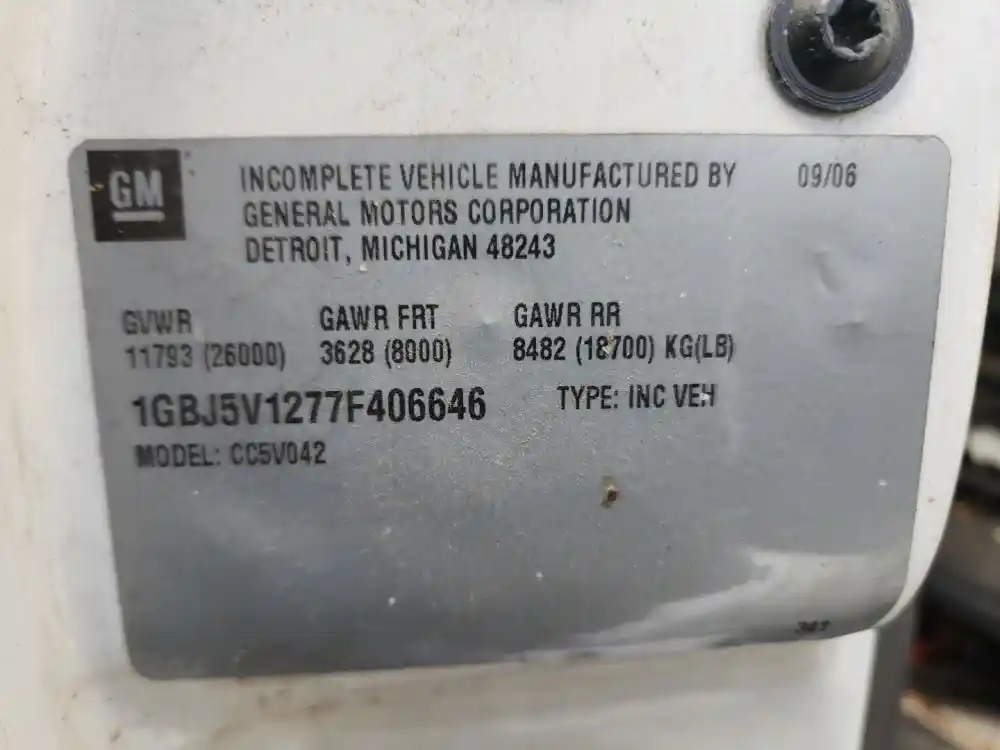 GM
INCOMPLETE VEHICLE MANUFACTURED BY 09/06
GENERAL MOTORS CORPORATION
DETROIT, MICHIGAN 48243
GVWR GAWR FRT GAWR RR
11793 (26000) 3628 (8000) 8482 (18700) KG(LB)
1GBJ5V1277F406646 TYPE: INC VEH
MODEL: CC5V042
347